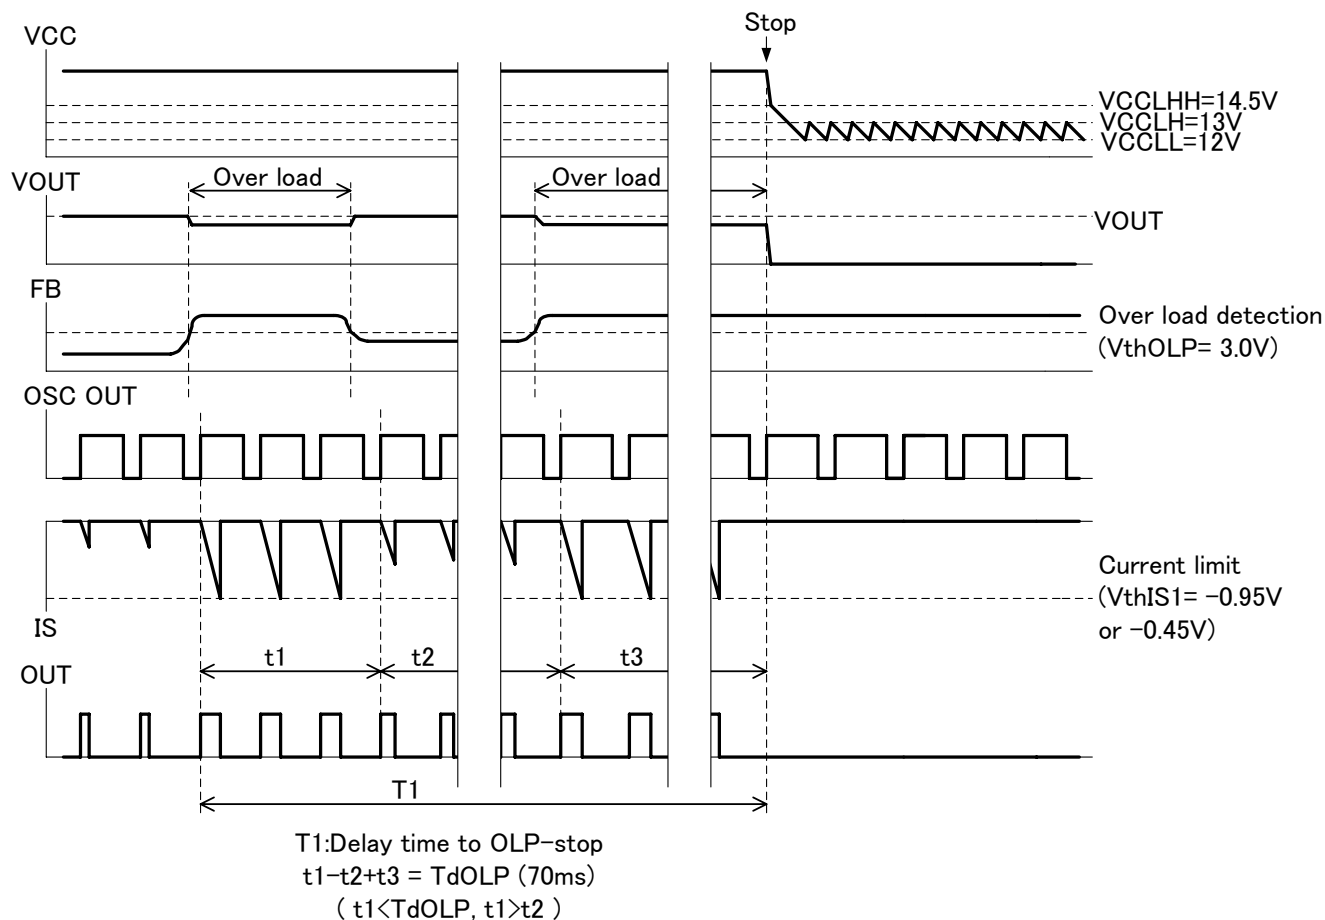 Stop
VCC
VCCLHH=14.5V
VCCLH=13V
VCCLL=12V
VOUT
Over load
Over load
VOUT
FB
Over load detection
(VthOLP= 3.0V)
OSC OUT
Current limit
(VthIS1= -0.95V
or -0.45V)
IS
t1
t2
t3
OUT
T1
T1:Delay time to OLP-stop
t1-t2+t3 = TdOLP (70ms)
( t1<TdOLP, t1>t2 )